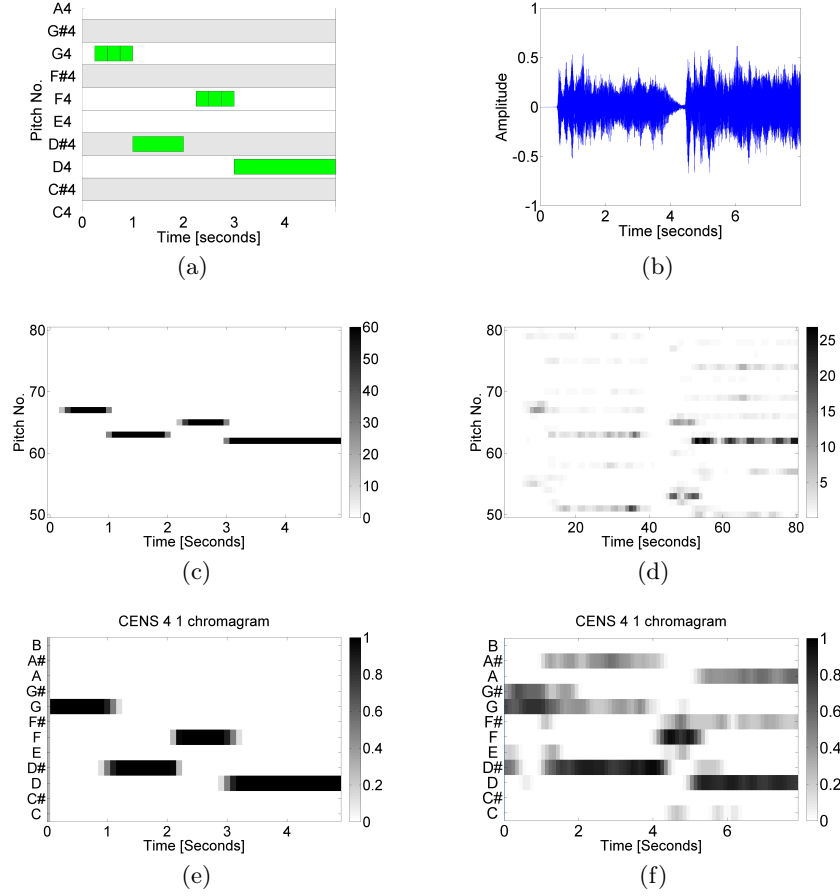 A4
G#4
G4
F#4
F4
E4
D#4
D4
C#4
C4
Pitch No.
0 1 2 3 4
Time [seconds]
(a)
1
0.5
0
-0.5
-1
Amplitude
0 2 4 6
Time [seconds]
(b)
80
70
60
50
Pitch No.
0 1 2 3 4
Time [Seconds]
60
50
40
30
20
10
0
(c)
80
70
60
50
Pitch No.
20 40 60 80
Time [Seconds]
25
20
15
10
5
(d)
CENS 4 1 chromagram
B
A#
A
G#
G
F#
F
E
D#
D
C#
C
0 1 2 3 4
Time [Seconds]
1
0.8
0.6
0.4
0.2
0
(e)
CENS 4 1 chromagram
B
A#
A
G#
G
F#
F
E
D#
D
C#
C
0 2 4 6
Time [Seconds]
1
0.8
0.6
0.4
0.2
0
(f)